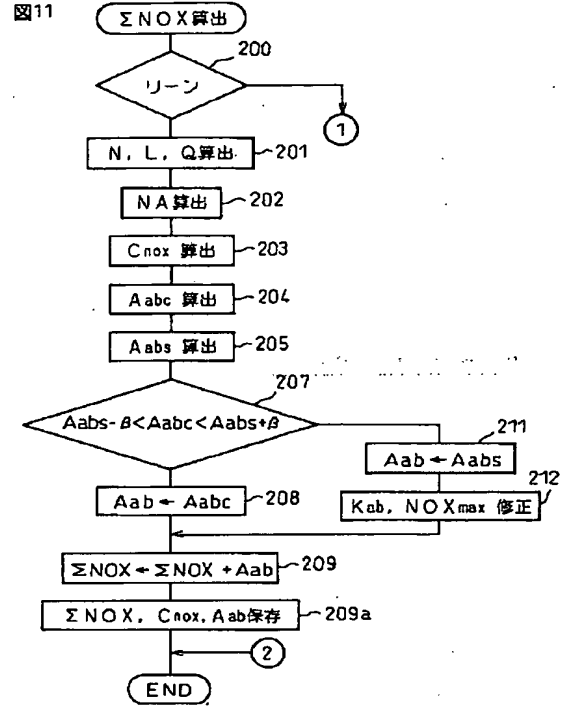 図11
ΣNOX算出
200
リーン
1
N, L, Q算出
201
NA算出
202
Cnox 算出
203
Aabc 算出
204
Aabs 算出
205
207
Aabs-β<Aabc<Aabs+β
211
Aab←Aabs
212
Aab←Aabc
208
Kab, NOXmax 修正
ΣNOX←ΣNOX+Aab
209
ΣNOX, Cnox, Aab保存
209a
2
END